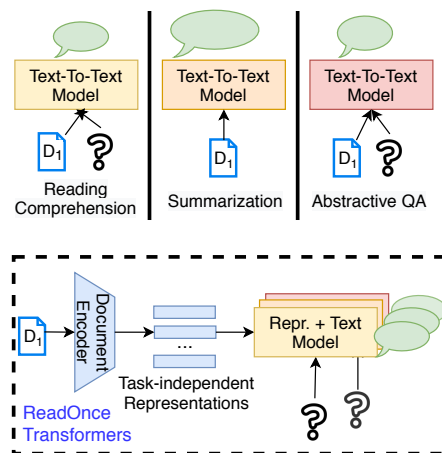 Text-To-Text
Model
D1
?
Reading
Comprehension
Text-To-Text
Model
D1
Summarization
Text-To-Text
Model
D1
?
Abstractive QA
D1
Document
Encoder
...
Task-independent
Representations
Repr. + Text
Model
?
?
ReadOnce
Transformers